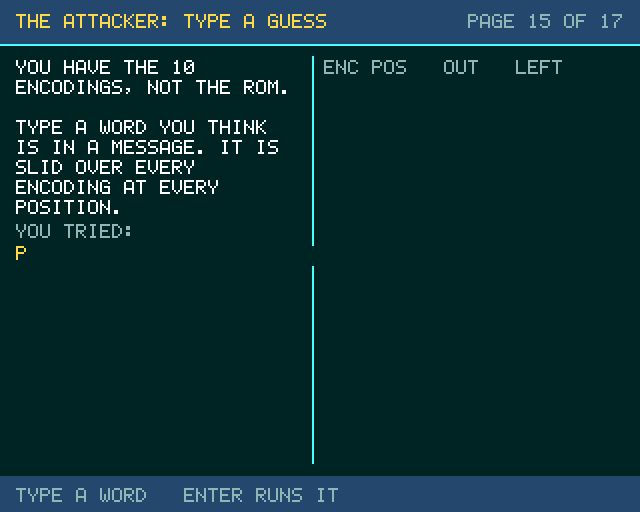 THE ATTACKER: TYPE A GUESS
PAGE 15 OF 17
YOU HAVE THE 10
ENCODINGS, NOT THE ROM.
TYPE A WORD YOU THINK
IS IN A MESSAGE. IT IS
SLID OVER EVERY
ENCODING AT EVERY
POSITION.
YOU TRIED:
P
ENC POS OUT LEFT
TYPE A WORD ENTER RUNS IT